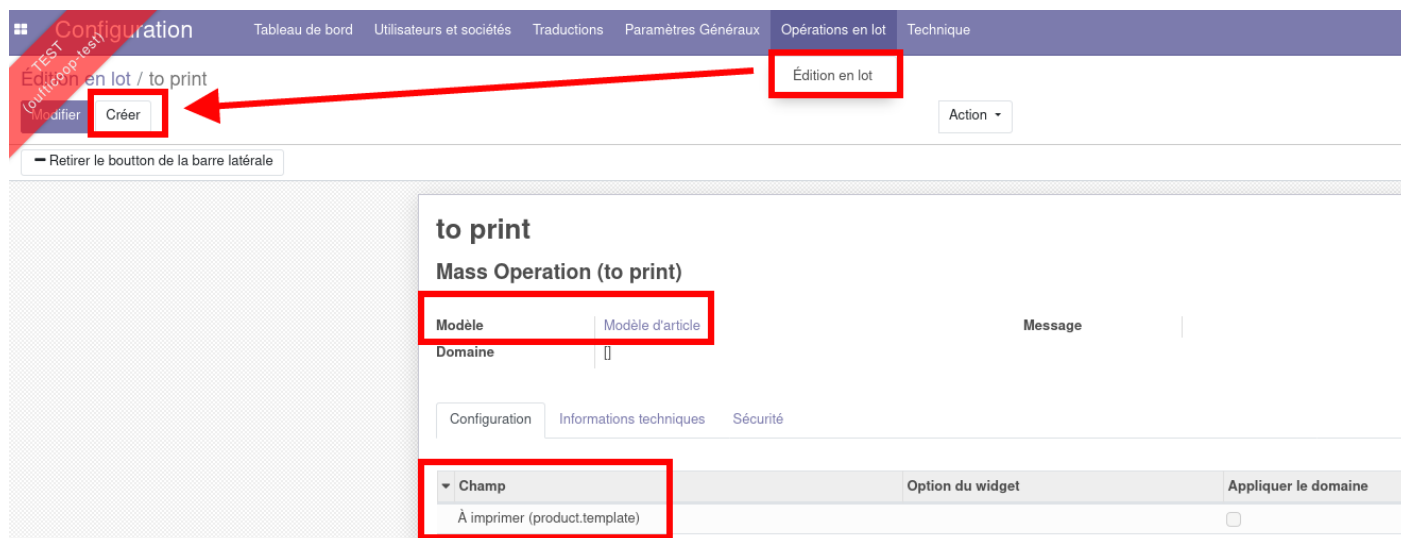 Configuration Tableau de bord Utilisateurs et sociétés Traductions Paramètres Généraux Opérations en lot Technique
TEST
(oufticoop-test)
Édition en lot / to print
Édition en lot
Modifier Créer Action
Retirer le boutton de la barre latérale
to print
Mass Operation (to print)
Modèle Modèle d'article Message
Domaine []
Configuration Informations techniques Sécurité
Champ Option du widget Appliquer le domaine
À imprimer (product.template)